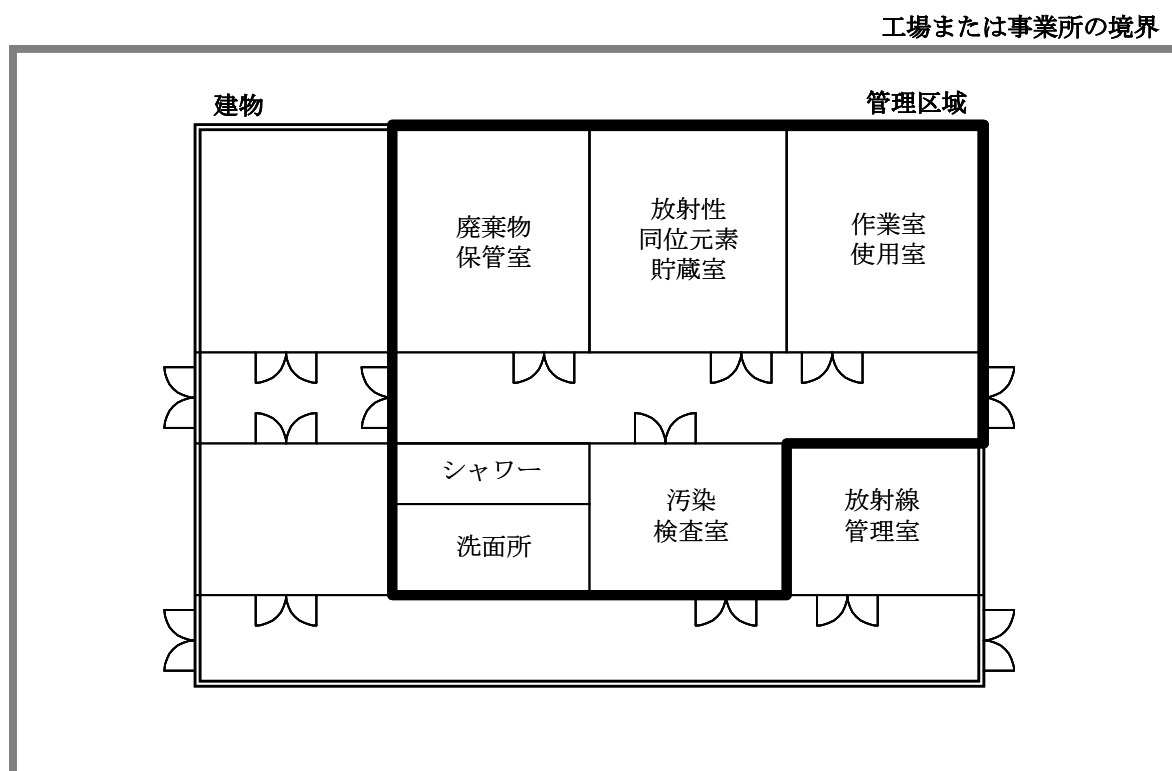 工場または事業所の境界
建物
管理区域
廃棄物
保管室
放射性
同位元素
貯蔵室
作業室
使用室
シャワー
洗面所
汚染
検査室
放射線
管理室